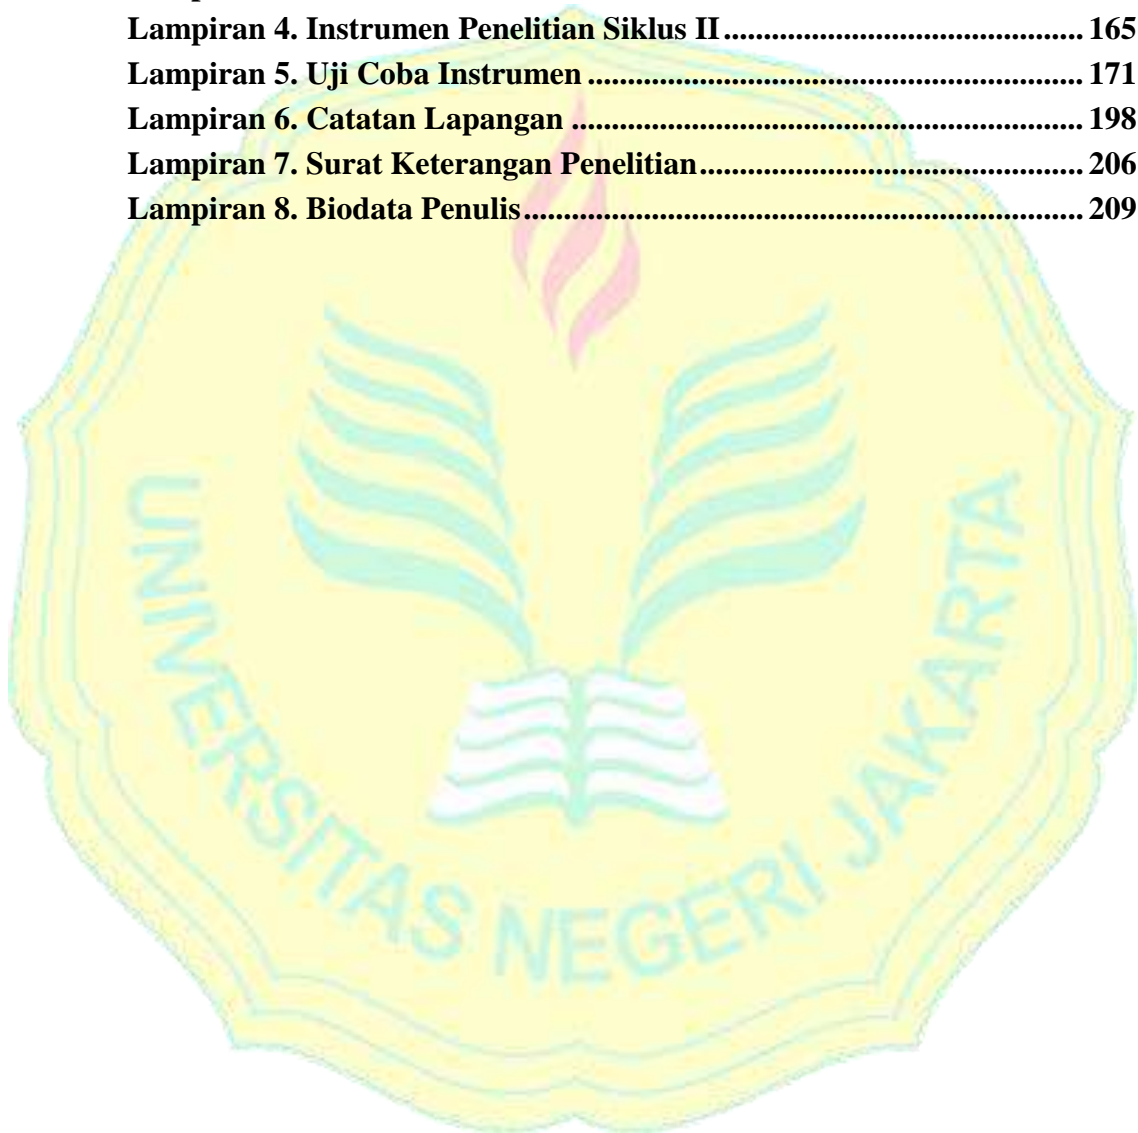 Lampiran 4. Instrumen Penelitian Siklus II ............................................. 165
Lampiran 5. Uji Coba Instrumen .............................................................. 171
Lampiran 6. Catatan Lapangan ................................................................ 198
Lampiran 7. Surat Keterangan Penelitian ................................................ 206
Lampiran 8. Biodata Penulis ...................................................................... 209
UNIVERSITAS NEGERI JAKARTA